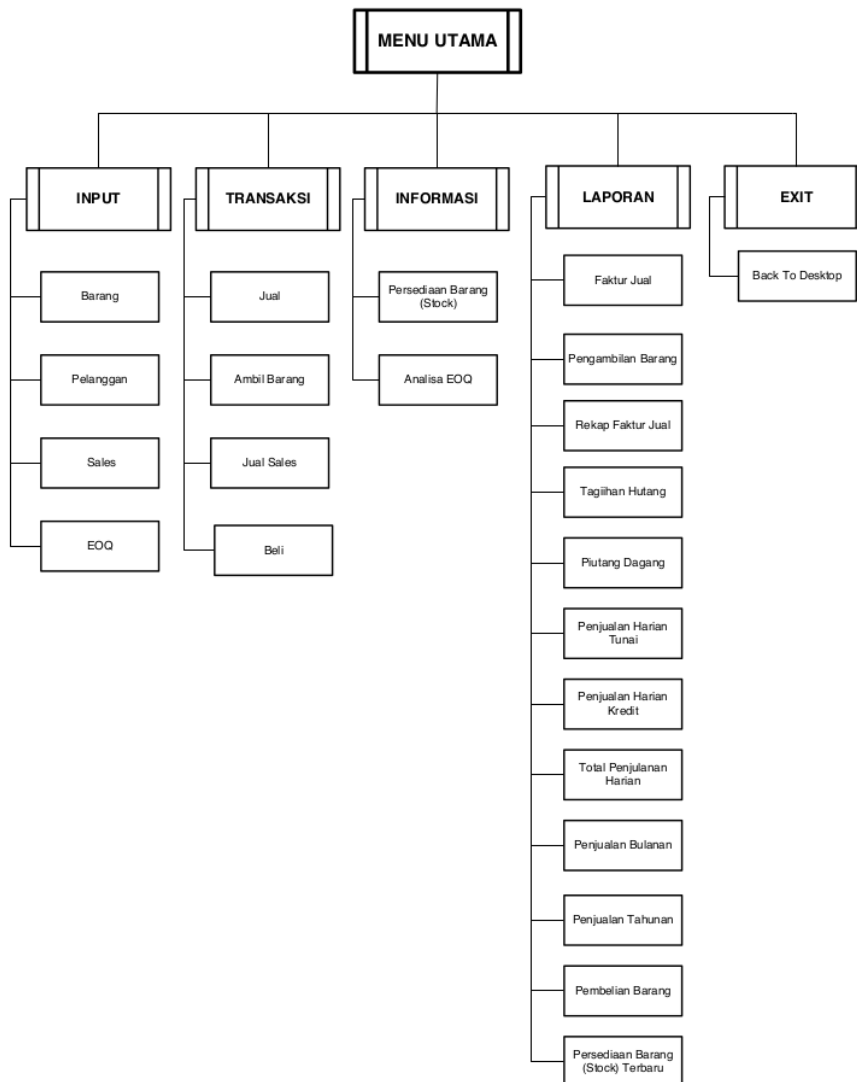 MENU UTAMA
INPUT
TRANSAKSI
INFORMASI
LAPORAN
EXIT
Barang
Pelanggan
Sales
EOQ
Jual
Ambil Barang
Jual Sales
Beli
Persediaan Barang
(Stock)
Analisa EOQ
Faktur Jual
Pengambilan Barang
Rekap Faktur Jual
Tagiihan Hutang
Piutang Dagang
Penjualan Harian
Tunai
Penjualan Harian
Kredit
Total Penjulanan
Harian
Penjualan Bulanan
Penjualan Tahunan
Pembelian Barang
Persediaan Barang
(Stock) Terbaru
Back To Desktop